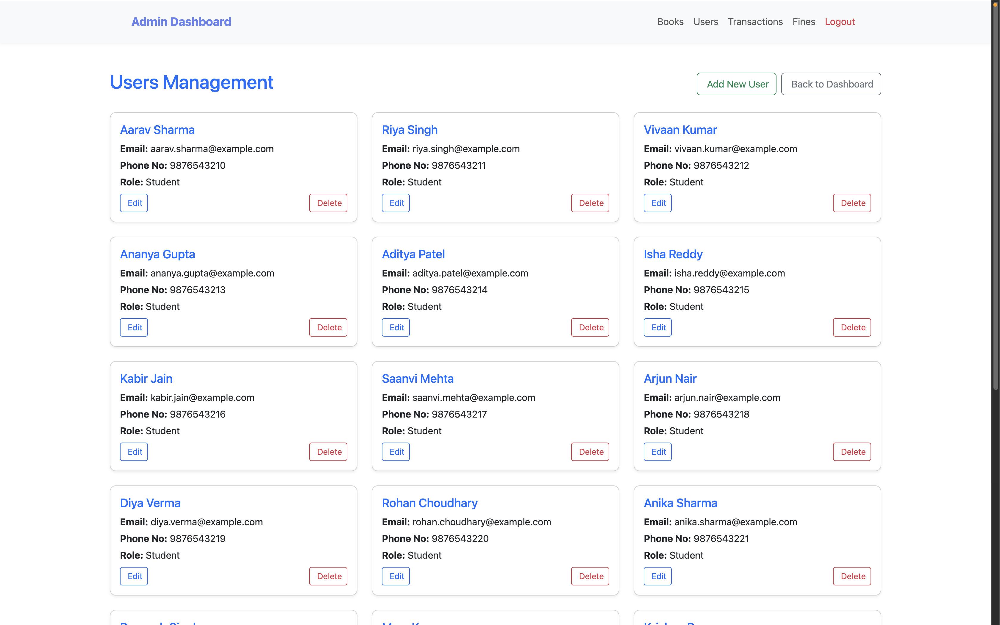 Admin Dashboard
Books Users Transactions Fines Logout
Users Management
Add New User
Back to Dashboard
Aarav Sharma
Email: aarav.sharma@example.com
Phone No: 9876543210
Role: Student
Edit Delete
Riya Singh
Email: riya.singh@example.com
Phone No: 9876543211
Role: Student
Edit Delete
Vivaan Kumar
Email: vivaan.kumar@example.com
Phone No: 9876543212
Role: Student
Edit Delete
Ananya Gupta
Email: ananya.gupta@example.com
Phone No: 9876543213
Role: Student
Edit Delete
Aditya Patel
Email: aditya.patel@example.com
Phone No: 9876543214
Role: Student
Edit Delete
Isha Reddy
Email: isha.reddy@example.com
Phone No: 9876543215
Role: Student
Edit Delete
Kabir Jain
Email: kabir.jain@example.com
Phone No: 9876543216
Role: Student
Edit Delete
Saanvi Mehta
Email: saanvi.mehta@example.com
Phone No: 9876543217
Role: Student
Edit Delete
Arjun Nair
Email: arjun.nair@example.com
Phone No: 9876543218
Role: Student
Edit Delete
Diya Verma
Email: diya.verma@example.com
Phone No: 9876543219
Role: Student
Edit Delete
Rohan Choudhary
Email: rohan.choudhary@example.com
Phone No: 9876543220
Role: Student
Edit Delete
Anika Sharma
Email: anika.sharma@example.com
Phone No: 9876543221
Role: Student
Edit Delete